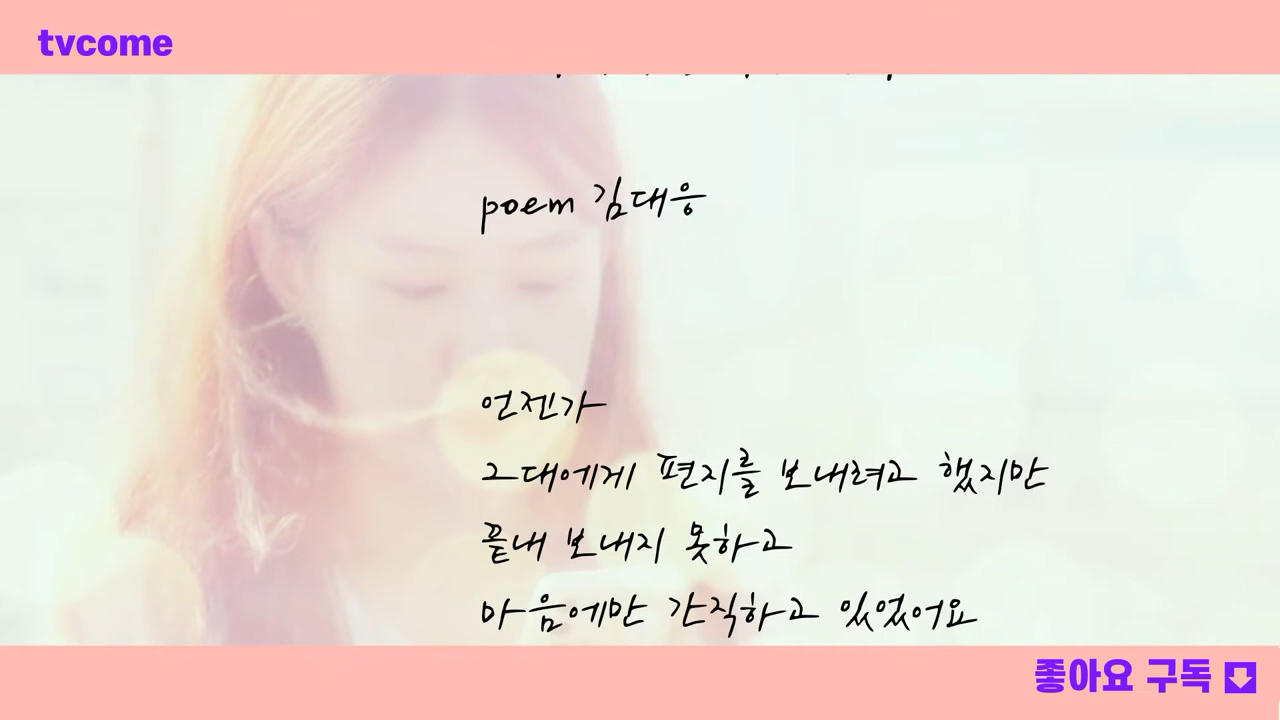 tvcome
poem 김대응
언젠가
그대에게 편지를 보내려고 했지만
끝내 보내지 못하고
마음에만 간직하고 있었어요
좋아요 구독